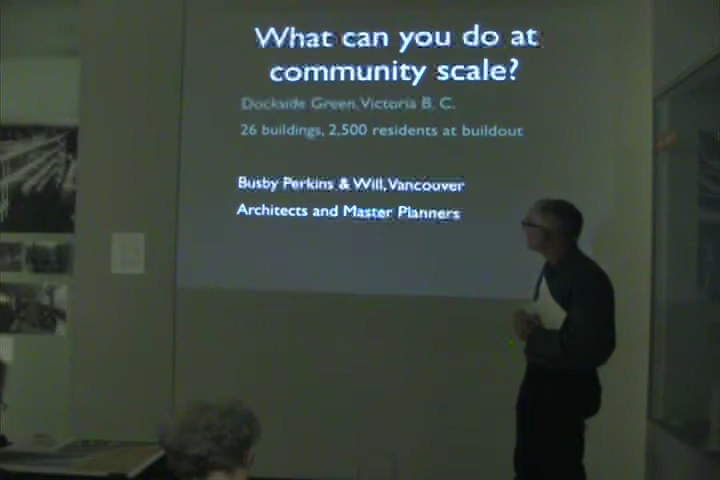 What can you do at
community scale?
Dockside Green, Victoria B. C.
26 buildings, 2,500 residents at buildout
Busby Perkins & Will, Vancouver
Architects and Master Planners